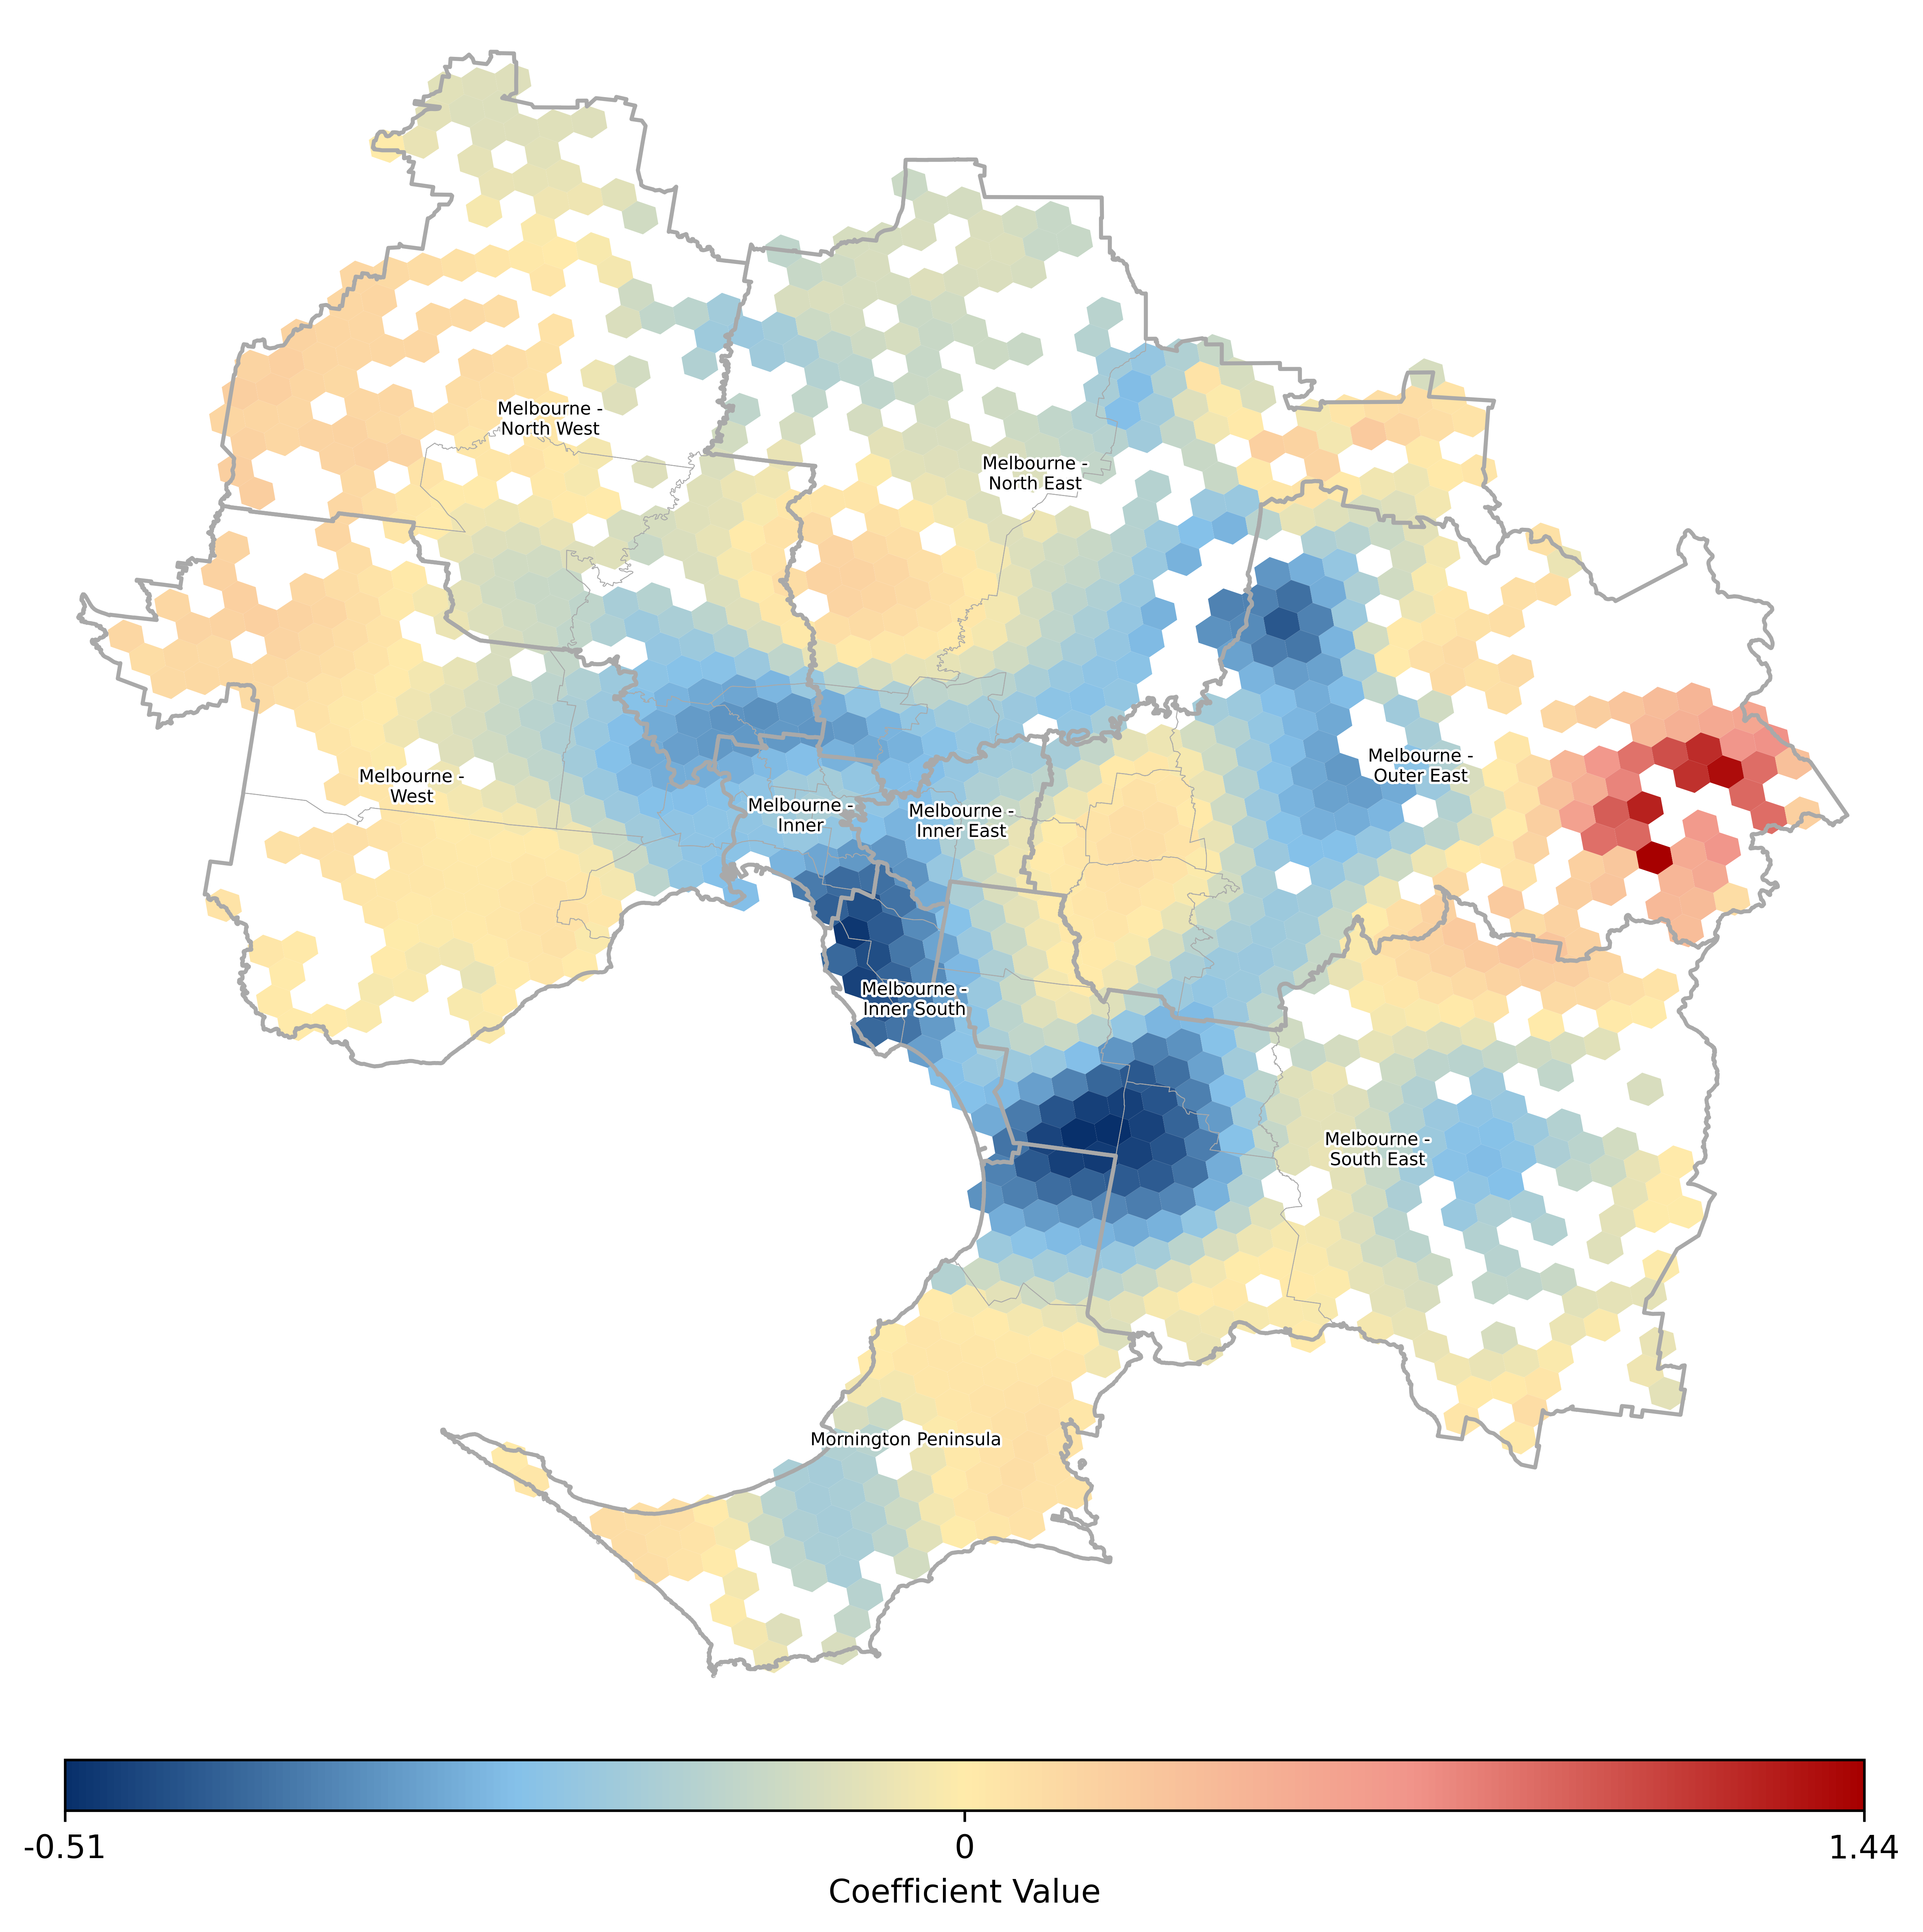 Melbourne -
North West
Melbourne -
North East
Melbourne -
Outer East
Melbourne -
West
Melbourne -
Inner
Melbourne -
Inner East
Melbourne -
Inner South
Melbourne -
South East
Mornington Peninsula
-0.51
0
1.44
Coefficient Value